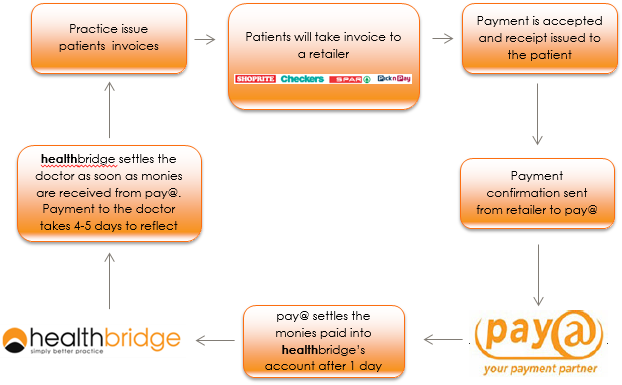 Practice issue
patients invoices
Patients will take invoice to
a retailer
SHOPRITE Checkers SPAR Pick n Pay
Payment is accepted
and receipt issued to
the patient
Payment
confirmation sent
from retailer to pay@
pay@
your payment partner
pay@ settles the
monies paid into
healthbridge's
account after 1 day
healthbridge
simply better practice
healthbridge settles the
doctor as soon as monies
are received from pay@.
Payment to the doctor
takes 4-5 days to reflect